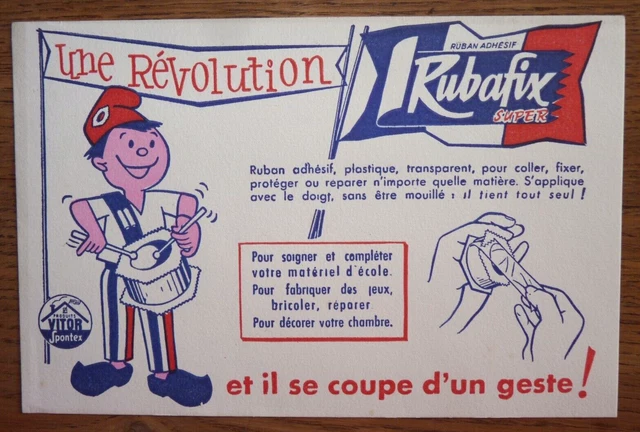 Une Révolution
RUBAN ADHÉSIF
Rubafix
SUPER
Ruban adhésif, plastique, transparent, pour coller, fixer,
protéger ou reparer n'importe quelle matière. S'applique
avec le doigt, sans être mouillé : il tient tout seul !
Pour soigner et compléter
votre matériel d'école.
Pour fabriquer des jeux,
bricoler, réparer
Pour décorer votre chambre.
PRODUITS
VITOR
Spontex
et il se coupe d'un geste !